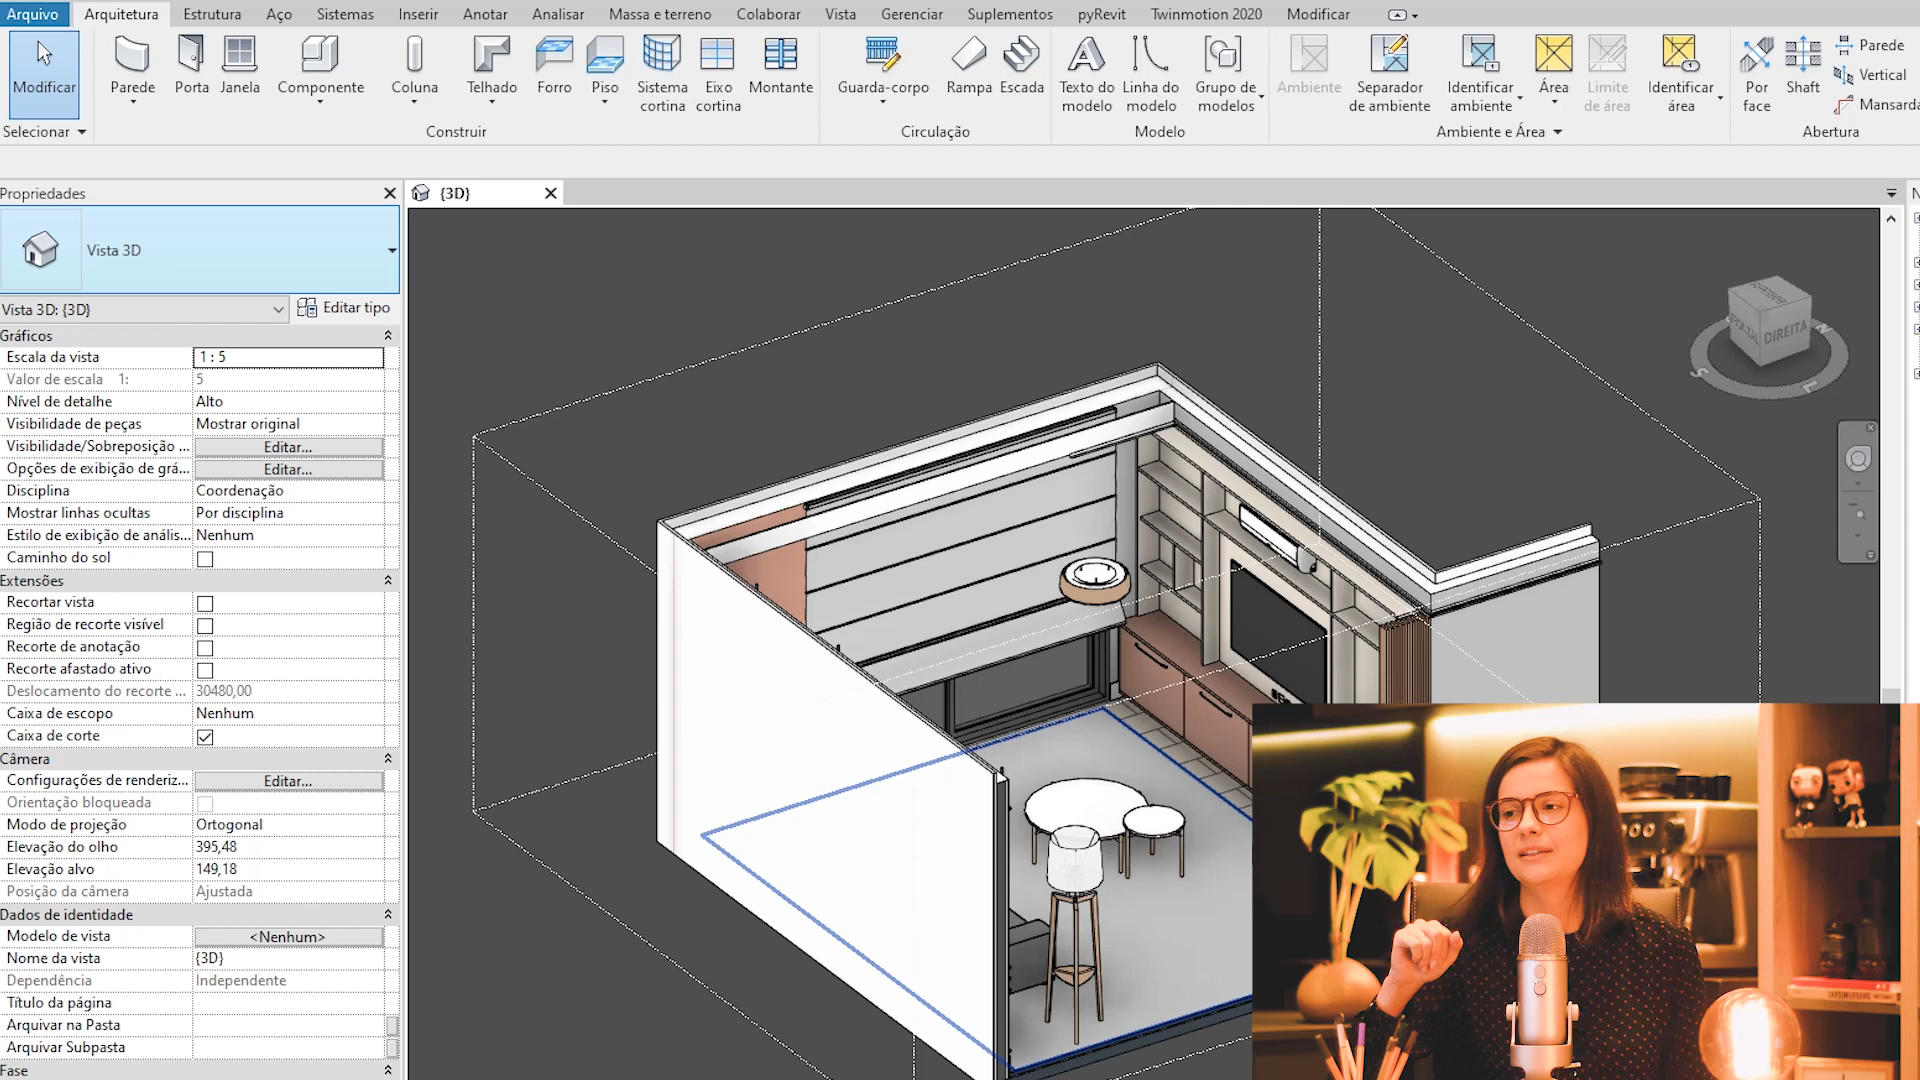 Arquivo Arquitetura Estrutura Aço Sistemas Inserir Anotar Analisar Massa e terreno Colaborar Vista Gerenciar Suplementos pyRevit Twinmotion 2020 Modificar
Modificar Parede Porta Janela Componente Coluna Telhado Forro Piso Sistema cortina Eixo cortina Montante Guarda-corpo Rampa Escada Texto do modelo Linha do modelo Grupo de modelos Ambiente Separador de ambiente Identificar ambiente Área Limite de área Identificar área Por face Shaft Parede
Vertical
Mansarda
Selecionar Construir Circulação Modelo Ambiente e Área Abertura
Propriedades
{3D}
Vista 3D
Vista 3D: {3D} Editar tipo
Gráficos
Escala da vista 1 : 5
Valor de escala 1: 5
Nível de detalhe Alto
Visibilidade de peças Mostrar original
Visibilidade/Sobreposição ... Editar...
Opções de exibição de grá... Editar...
Disciplina Coordenação
Mostrar linhas ocultas Por disciplina
Estilo de exibição de anális... Nenhum
Caminho do sol
Extensões
Recortar vista
Região de recorte visível
Recorte de anotação
Recorte afastado ativo
Deslocamento do recorte ... 30480,00
Caixa de escopo Nenhum
Caixa de corte
Câmera
Configurações de renderiz... Editar...
Orientação bloqueada
Modo de projeção Ortogonal
Elevação do olho 395,48
Elevação alvo 149,18
Posição da câmera Ajustada
Dados de identidade
Modelo de vista <Nenhum>
Nome da vista {3D}
Dependência Independente
Título da página
Arquivar na Pasta
Arquivar Subpasta
Fase
DIREITA